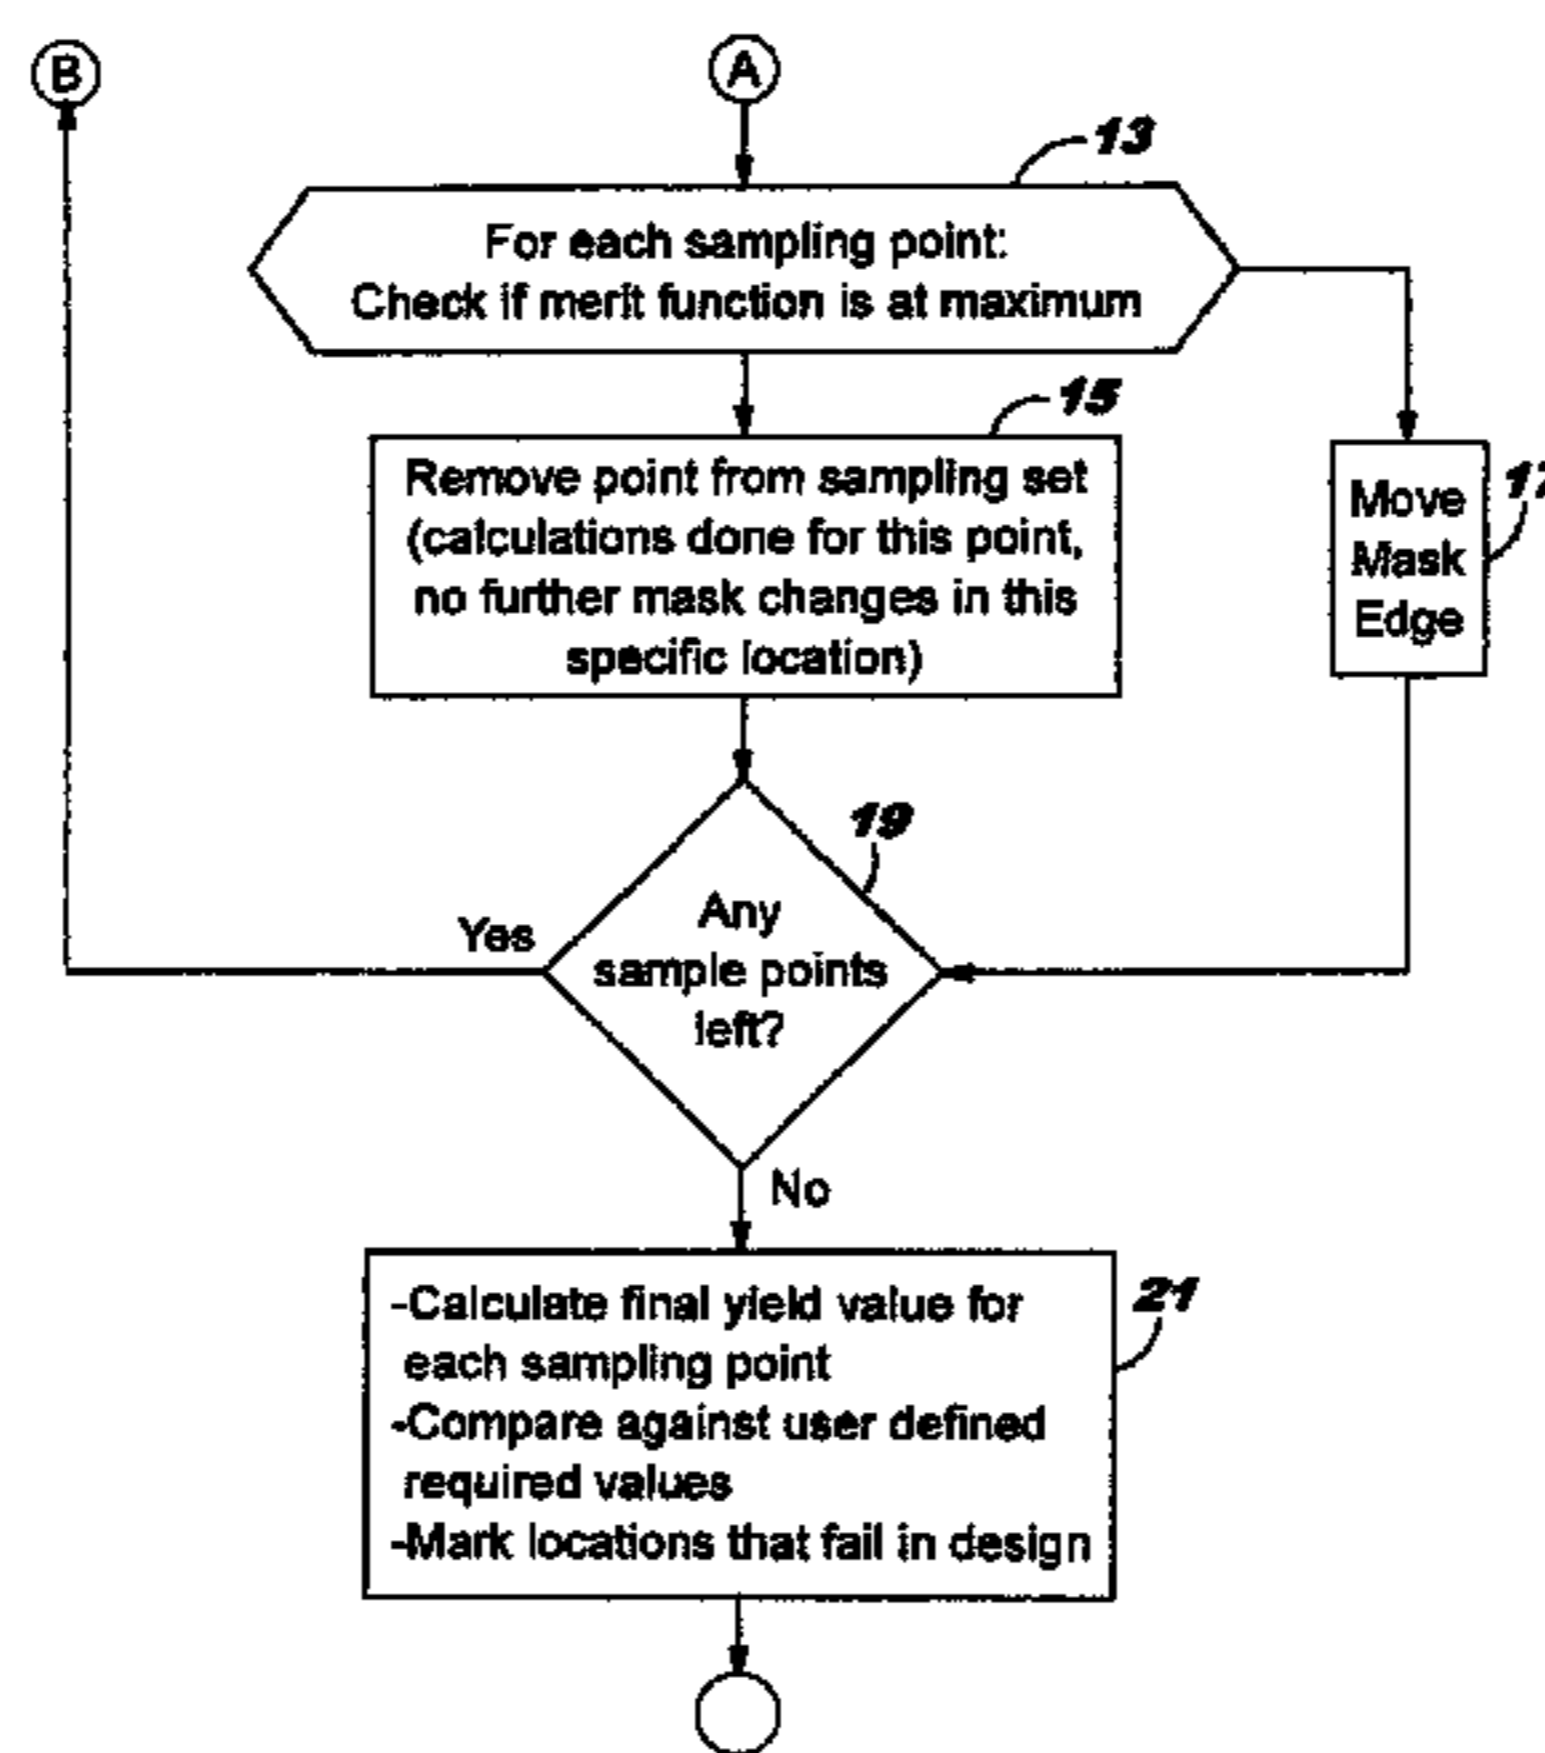 B
A
13
For each sampling point:
Check if merit function is at maximum
15
Remove point from sampling set
(calculations done for this point,
no further mask changes in this
specific location)
17
Move
Mask
Edge
19
Any
sample points
left?
Yes
No
21
-Calculate final yield value for
each sampling point
-Compare against user defined
required values
-Mark locations that fail in design